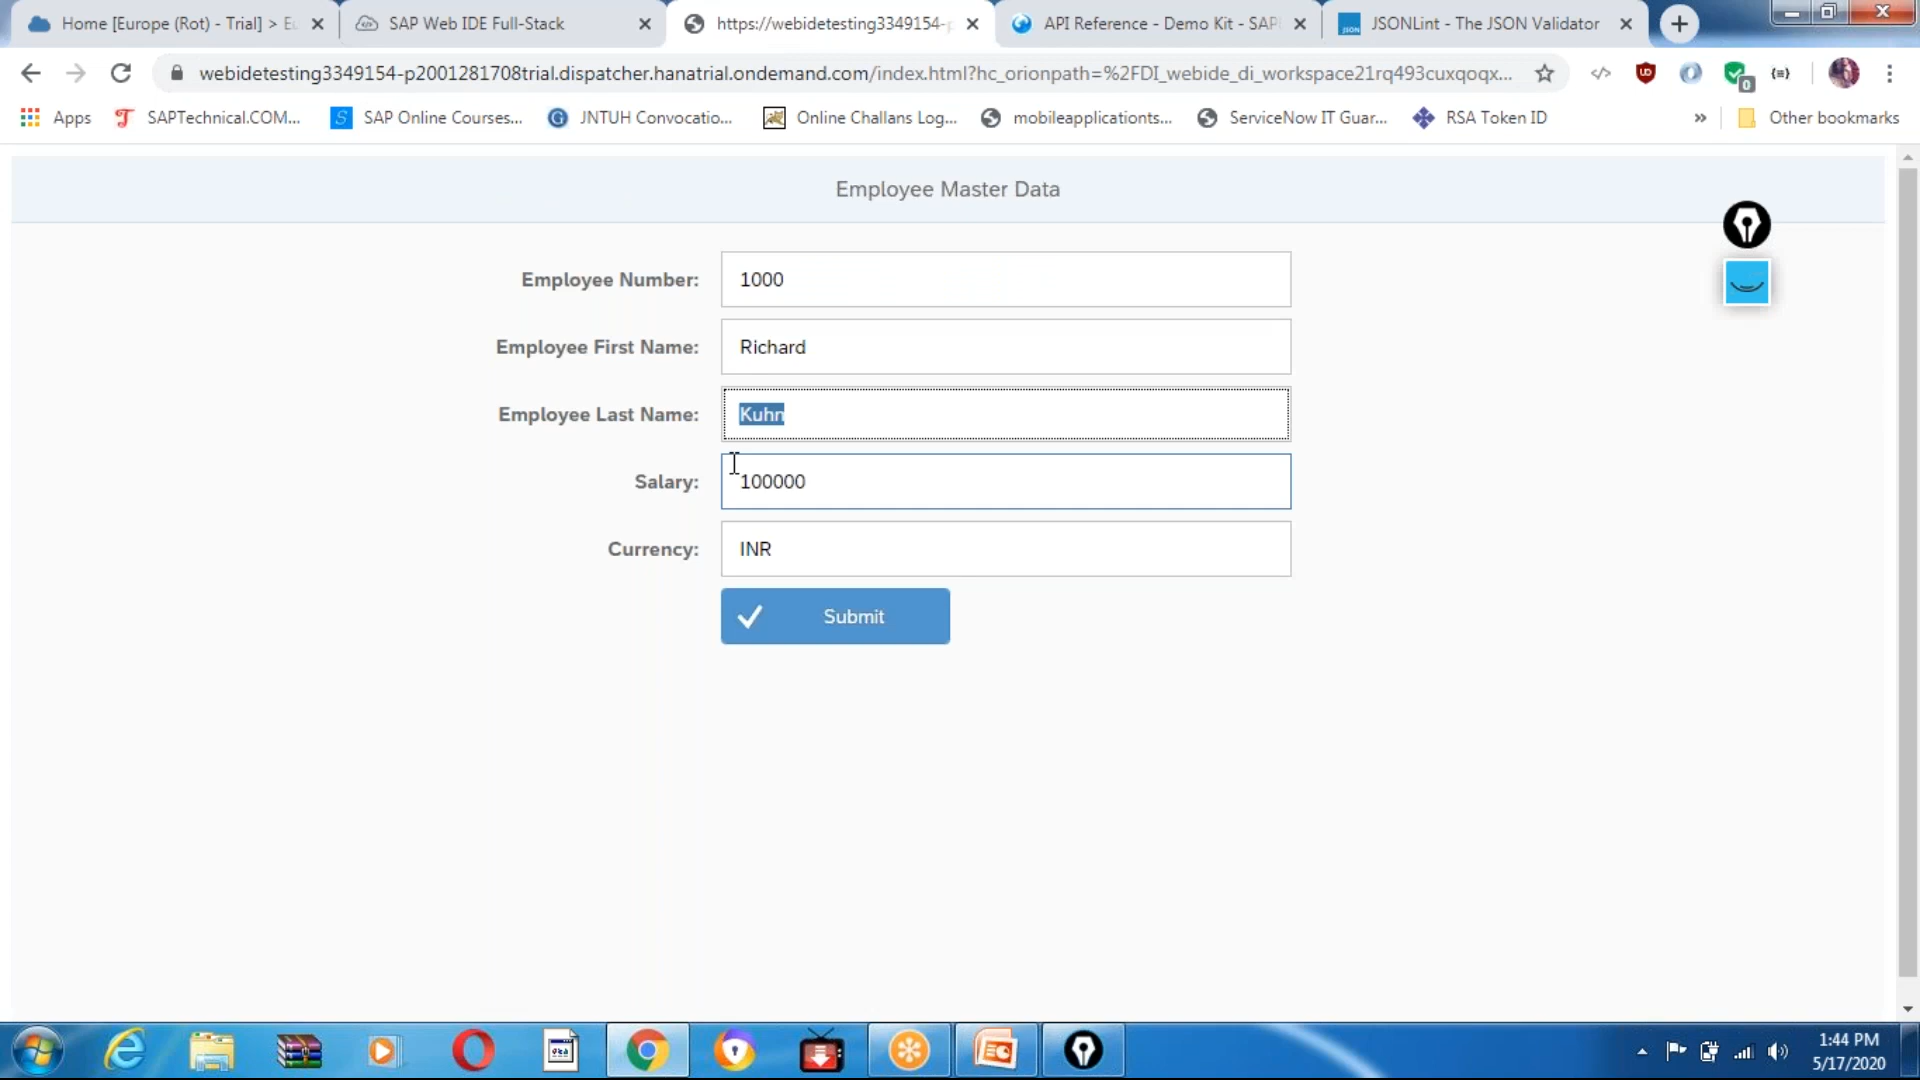 Home [Europe (Rot) - Trial] > Eu
SAP Web IDE Full-Stack
https://webidetesting3349154-p
API Reference - Demo Kit - SAPU
JSONLint - The JSON Validator
webidetesting3349154-p2001281708trial.dispatcher.hanatrial.ondemand.com/index.html?hc_orionpath=%2FDI_webide_di_workspace21rq493cuxqoqx...
Apps
SAPTechnical.COM...
SAP Online Courses...
JNTUH Convocatio...
Online Challans Log...
mobileapplicationts...
ServiceNow IT Guar...
RSA Token ID
»
Other bookmarks
Employee Master Data
Employee Number: 1000
Employee First Name: Richard
Employee Last Name: Kuhn
Salary: 100000
Currency: INR
Submit
1:44 PM
5/17/2020